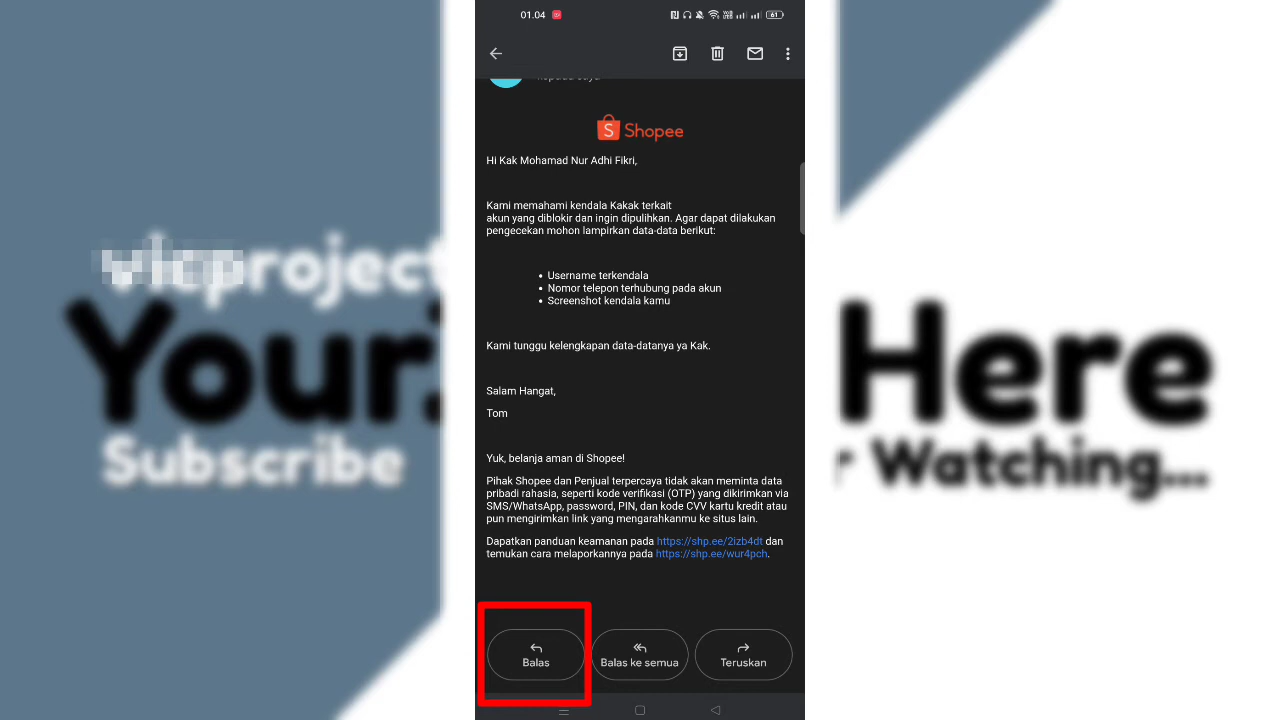 01.04
61
Shopee
Hi Kak Mohamad Nur Adhi Fikri,
Kami memahami kendala Kakak terkait
akun yang diblokir dan ingin dipulihkan. Agar dapat dilakukan
pengecekan mohon lampirkan data-data berikut:
• Username terkendala
• Nomor telepon terhubung pada akun
• Screenshot kendala kamu
Kami tunggu kelengkapan data-datanya ya Kak.
Salam Hangat,
Tom
Yuk, belanja aman di Shopee!
Pihak Shopee dan Penjual terpercaya tidak akan meminta data
pribadi rahasia, seperti kode verifikasi (OTP) yang dikirimkan via
SMS/WhatsApp, password, PIN, dan kode CVV kartu kredit atau
pun mengirimkan link yang mengarahkanmu ke situs lain.
Dapatkan panduan keamanan pada https://shp.ee/2izb4dt dan
temukan cara melaporkannya pada https://shp.ee/wur4pch.
Balas
Balas ke semua
Teruskan
vicproject
Your
Here
Subscribe
Watching...